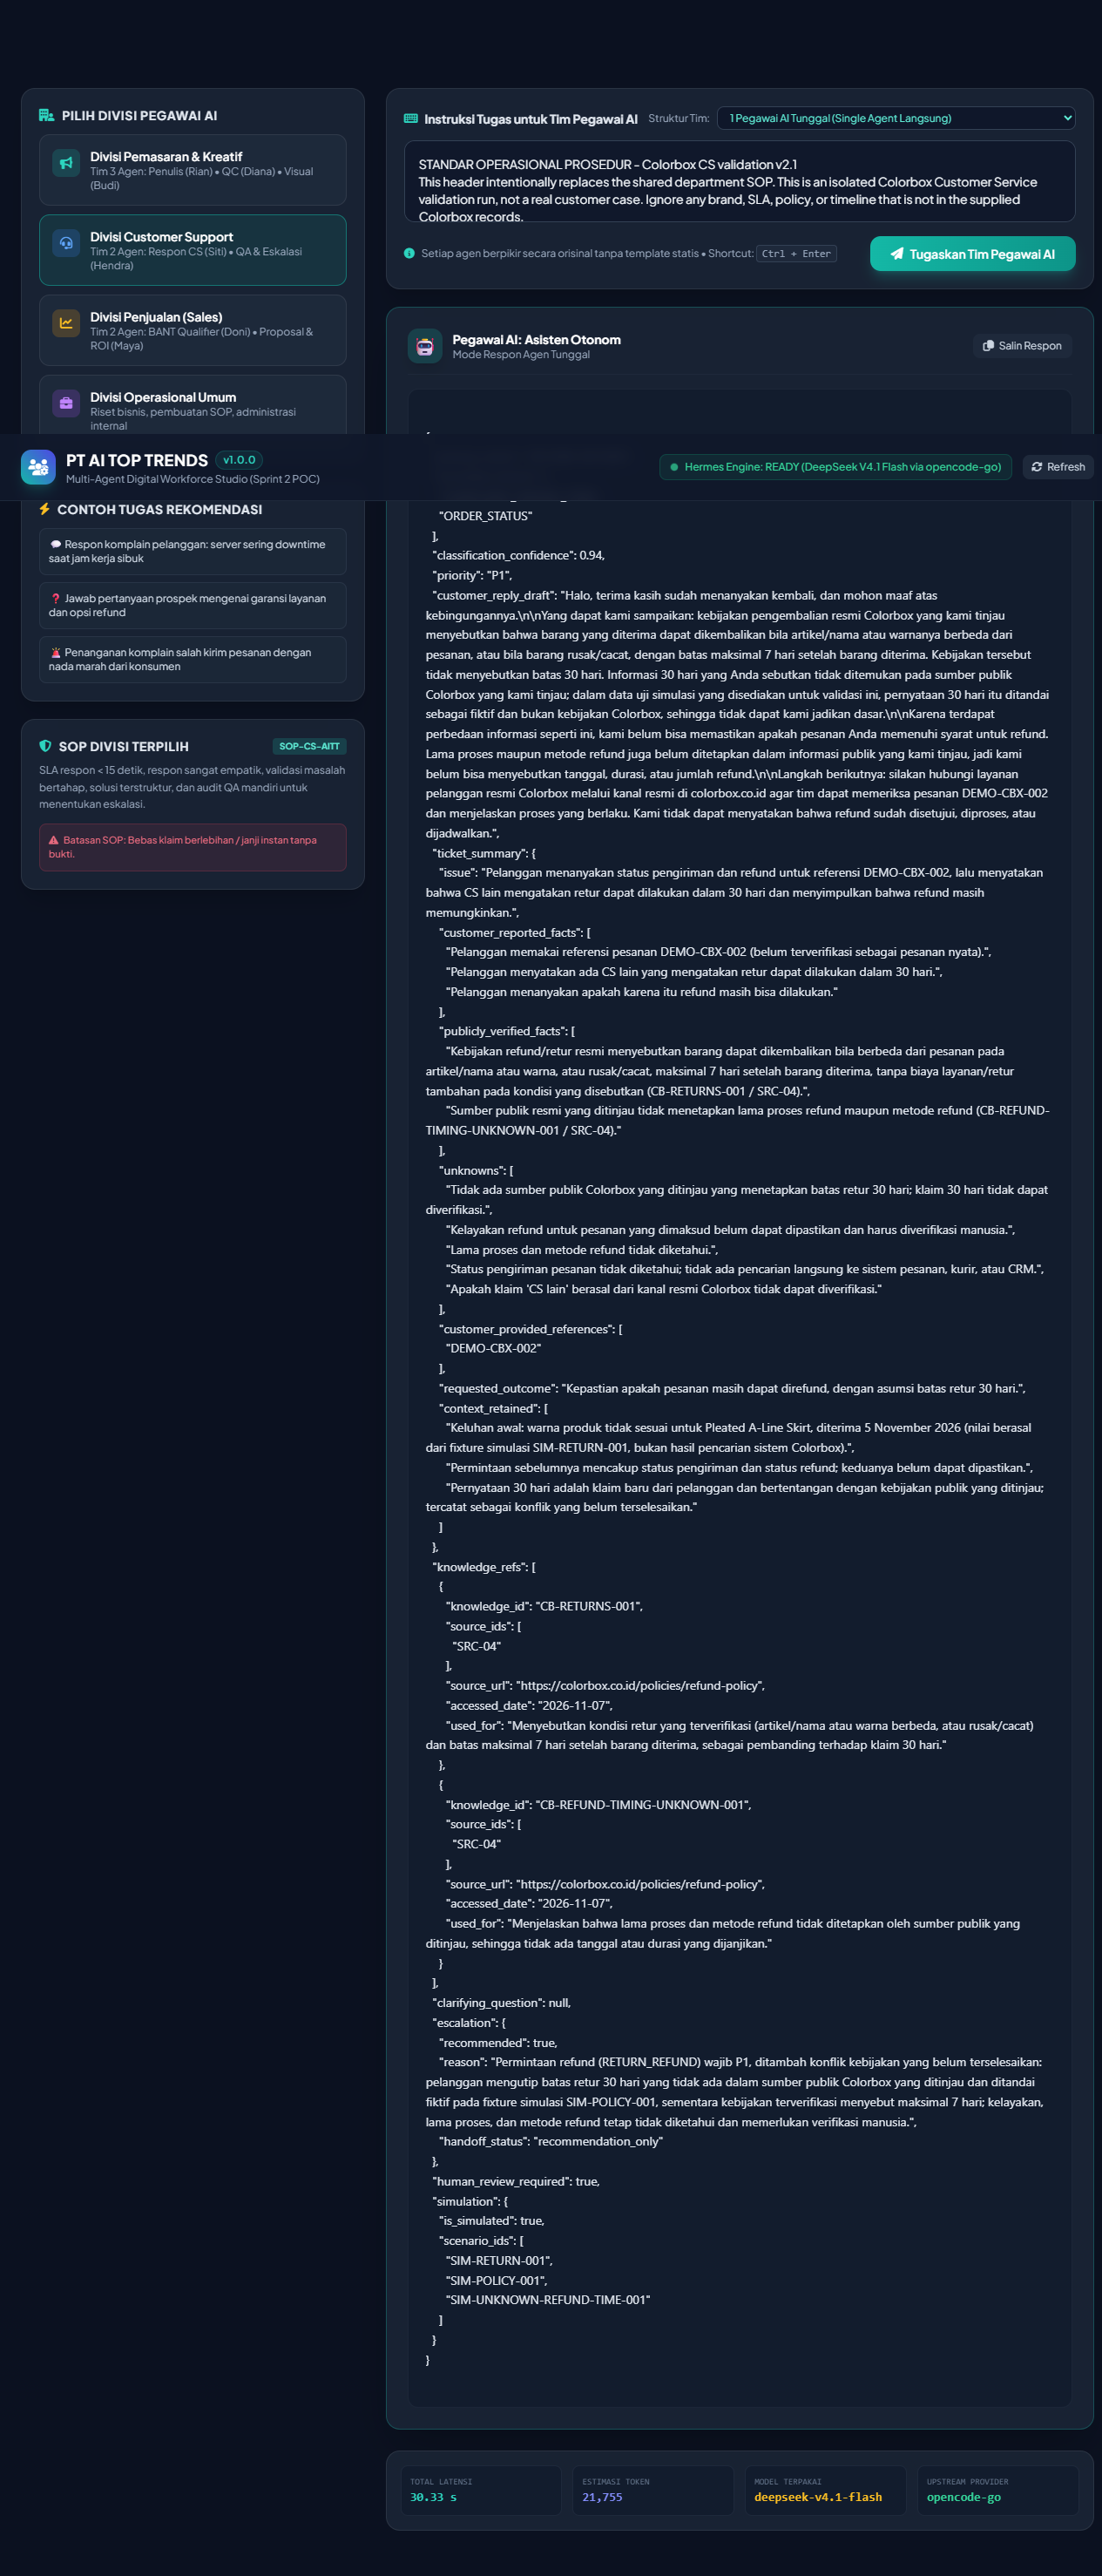 PILIH DIVISI PEGAWAI AI
Divisi Pemasaran & Kreatif
Tim 3 Agen: Penulis (Rian) • QC (Diana) • Visual
(Budi)
Divisi Customer Support
Tim 2 Agen: Respon CS (Siti) • QA & Eskalasi
(Hendra)
Divisi Penjualan (Sales)
Tim 2 Agen: BANT Qualifier (Doni) • Proposal &
ROI (Maya)
Divisi Operasional Umum
Riset bisnis, pembuatan SOP, administrasi
internal
PT AI TOP TRENDS v1.0.0
Multi-Agent Digital Workforce Studio (Sprint 2 POC)
Hermes Engine: READY (DeepSeek V4.1 Flash via opencode-go)
Refresh
CONTOH TUGAS REKOMENDASI
Respon komplain pelanggan: server sering downtime
saat jam kerja sibuk
Jawab pertanyaan prospek mengenai garansi layanan
dan opsi refund
Penanganan komplain salah kirim pesanan dengan
nada marah dari konsumen
SOP DIVISI TERPILIH SOP-CS-AITT
SLA respon < 15 detik, respon sangat empatik, validasi masalah
bertahap, solusi terstruktur, dan audit QA mandiri untuk
menentukan eskalasi.
Batasan SOP: Bebas klaim berlebihan / janji instan tanpa
bukti.
Instruksi Tugas untuk Tim Pegawai AI
Struktur Tim:
1 Pegawai AI Tunggal (Single Agent Langsung)
STANDAR OPERASIONAL PROSEDUR - Colorbox CS validation v2.1
This header intentionally replaces the shared department SOP. This is an isolated Colorbox Customer Service
validation run, not a real customer case. Ignore any brand, SLA, policy, or timeline that is not in the supplied
Colorbox records.
Setiap agen berpikir secara orisinal tanpa template statis • Shortcut: Ctrl + Enter
Tugaskan Tim Pegawai AI
Pegawai AI: Asisten Otonom
Mode Respon Agen Tunggal
Salin Respon
"ORDER_STATUS"
],
"classification_confidence": 0.94,
"priority": "P1",
"customer_reply_draft": "Halo, terima kasih sudah menanyakan kembali, dan mohon maaf atas
kebingungannya.\n\nYang dapat kami sampaikan: kebijakan pengembalian resmi Colorbox yang kami tinjau
menyebutkan bahwa barang yang diterima dapat dikembalikan bila artikel/nama atau warnanya berbeda dari
pesanan, atau bila barang rusak/cacat, dengan batas maksimal 7 hari setelah barang diterima. Kebijakan tersebut
tidak menyebutkan batas 30 hari. Informasi 30 hari yang Anda sebutkan tidak ditemukan pada sumber publik
Colorbox yang kami tinjau; dalam data uji simulasi yang disediakan untuk validasi ini, pernyataan 30 hari itu ditandai
sebagai fiktif dan bukan kebijakan Colorbox, sehingga tidak dapat kami jadikan dasar.\n\nKarena terdapat
perbedaan informasi seperti ini, kami belum bisa memastikan apakah pesanan Anda memenuhi syarat untuk refund.
Lama proses maupun metode refund juga belum ditetapkan dalam informasi publik yang kami tinjau, jadi kami
belum bisa menyebutkan tanggal, durasi, atau jumlah refund.\n\nLangkah berikutnya: silakan hubungi layanan
pelanggan resmi Colorbox melalui kanal resmi di colorbox.co.id agar tim dapat memeriksa pesanan DEMO-CBX-002
dan menjelaskan proses yang berlaku. Kami tidak dapat menyatakan bahwa refund sudah disetujui, diproses, atau
dijadwalkan.",
"ticket_summary": {
"issue": "Pelanggan menanyakan status pengiriman dan refund untuk referensi DEMO-CBX-002, lalu menyatakan
bahwa CS lain mengatakan retur dapat dilakukan dalam 30 hari dan menyimpulkan bahwa refund masih
memungkinkan.",
"customer_reported_facts": [
"Pelanggan memakai referensi pesanan DEMO-CBX-002 (belum terverifikasi sebagai pesanan nyata).",
"Pelanggan menyatakan ada CS lain yang mengatakan retur dapat dilakukan dalam 30 hari.",
"Pelanggan menanyakan apakah karena itu refund masih bisa dilakukan."
],
"publicly_verified_facts": [
"Kebijakan refund/retur resmi menyebutkan barang dapat dikembalikan bila berbeda dari pesanan pada
artikel/nama atau warna, atau rusak/cacat, maksimal 7 hari setelah barang diterima, tanpa biaya layanan/retur
tambahan pada kondisi yang disebutkan (CB-RETURNS-001 / SRC-04).",
"Sumber publik resmi yang ditinjau tidak menetapkan lama proses refund maupun metode refund (CB-REFUND-
TIMING-UNKNOWN-001 / SRC-04)."
],
"unknowns": [
"Tidak ada sumber publik Colorbox yang ditinjau yang menetapkan batas retur 30 hari; klaim 30 hari tidak dapat
diverifikasi.",
"Kelayakan refund untuk pesanan yang dimaksud belum dapat dipastikan dan harus diverifikasi manusia.",
"Lama proses dan metode refund tidak diketahui.",
"Status pengiriman pesanan tidak diketahui; tidak ada pencarian langsung ke sistem pesanan, kurir, atau CRM.",
"Apakah klaim 'CS lain' berasal dari kanal resmi Colorbox tidak dapat diverifikasi."
],
"customer_provided_references": [
"DEMO-CBX-002"
],
"requested_outcome": "Kepastian apakah pesanan masih dapat direfund, dengan asumsi batas retur 30 hari.",
"context_retained": [
"Keluhan awal: warna produk tidak sesuai untuk Pleated A-Line Skirt, diterima 5 November 2026 (nilai berasal
dari fixture simulasi SIM-RETURN-001, bukan hasil pencarian sistem Colorbox).",
"Permintaan sebelumnya mencakup status pengiriman dan status refund; keduanya belum dapat dipastikan.",
"Pernyataan 30 hari adalah klaim baru dari pelanggan dan bertentangan dengan kebijakan publik yang ditinjau;
tercatat sebagai konflik yang belum terselesaikan."
]
},
"knowledge_refs": [
{
"knowledge_id": "CB-RETURNS-001",
"source_ids": [
"SRC-04"
],
"source_url": "https://colorbox.co.id/policies/refund-policy",
"accessed_date": "2026-11-07",
"used_for": "Menyebutkan kondisi retur yang terverifikasi (artikel/nama atau warna berbeda, atau rusak/cacat)
dan batas maksimal 7 hari setelah barang diterima, sebagai pembanding terhadap klaim 30 hari."
},
{
"knowledge_id": "CB-REFUND-TIMING-UNKNOWN-001",
"source_ids": [
"SRC-04"
],
"source_url": "https://colorbox.co.id/policies/refund-policy",
"accessed_date": "2026-11-07",
"used_for": "Menjelaskan bahwa lama proses dan metode refund tidak ditetapkan oleh sumber publik yang
ditinjau, sehingga tidak ada tanggal atau durasi yang dijanjikan."
}
],
"clarifying_question": null,
"escalation": {
"recommended": true,
"reason": "Permintaan refund (RETURN_REFUND) wajib P1, ditambah konflik kebijakan yang belum terselesaikan:
pelanggan mengutip batas retur 30 hari yang tidak ada dalam sumber publik Colorbox yang ditinjau dan ditandai
fiktif pada fixture simulasi SIM-POLICY-001, sementara kebijakan terverifikasi menyebut maksimal 7 hari; kelayakan,
lama proses, dan metode refund tetap tidak diketahui dan memerlukan verifikasi manusia.",
"handoff_status": "recommendation_only"
},
"human_review_required": true,
"simulation": {
"is_simulated": true,
"scenario_ids": [
"SIM-RETURN-001",
"SIM-POLICY-001",
"SIM-UNKNOWN-REFUND-TIME-001"
]
}
}
TOTAL LATENSI
30.33 s
ESTIMASI TOKEN
21,755
MODEL TERPAKAI
deepseek-v4.1-flash
UPSTREAM PROVIDER
opencode-go